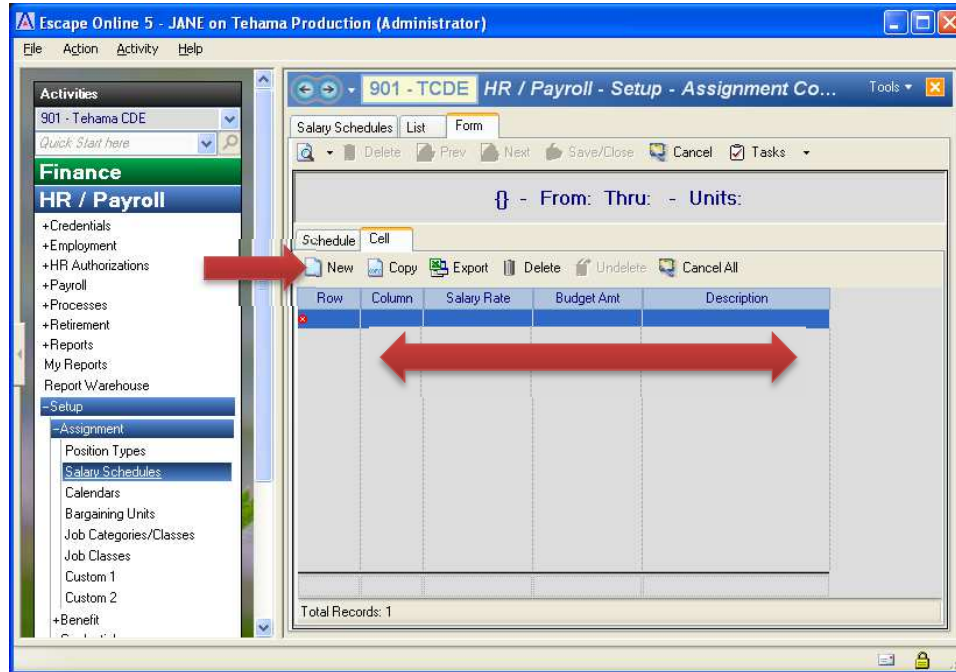 Escape Online 5 - JANE on Tehama Production (Administrator)
File Action Activity Help
Activities
901 - Tehama CDE
Quick Start here
Finance
HR / Payroll
+Credentials
+Employment
+HR Authorizations
+Payroll
+Processes
+Retirement
+Reports
My Reports
Report Warehouse
-Setup
-Assignment
Position Types
Salary Schedules
Calendars
Bargaining Units
Job Categories/Classes
Job Classes
Custom 1
Custom 2
+Benefit
901 - TCDE HR / Payroll - Setup - Assignment Co... Tools
Salary Schedules List Form
Delete Prev Next Save/Close Cancel Tasks
{} - From: Thru: - Units:
Schedule Cell
New Copy Export Delete Undelete Cancel All
Row Column Salary Rate Budget Amt Description
Total Records: 1